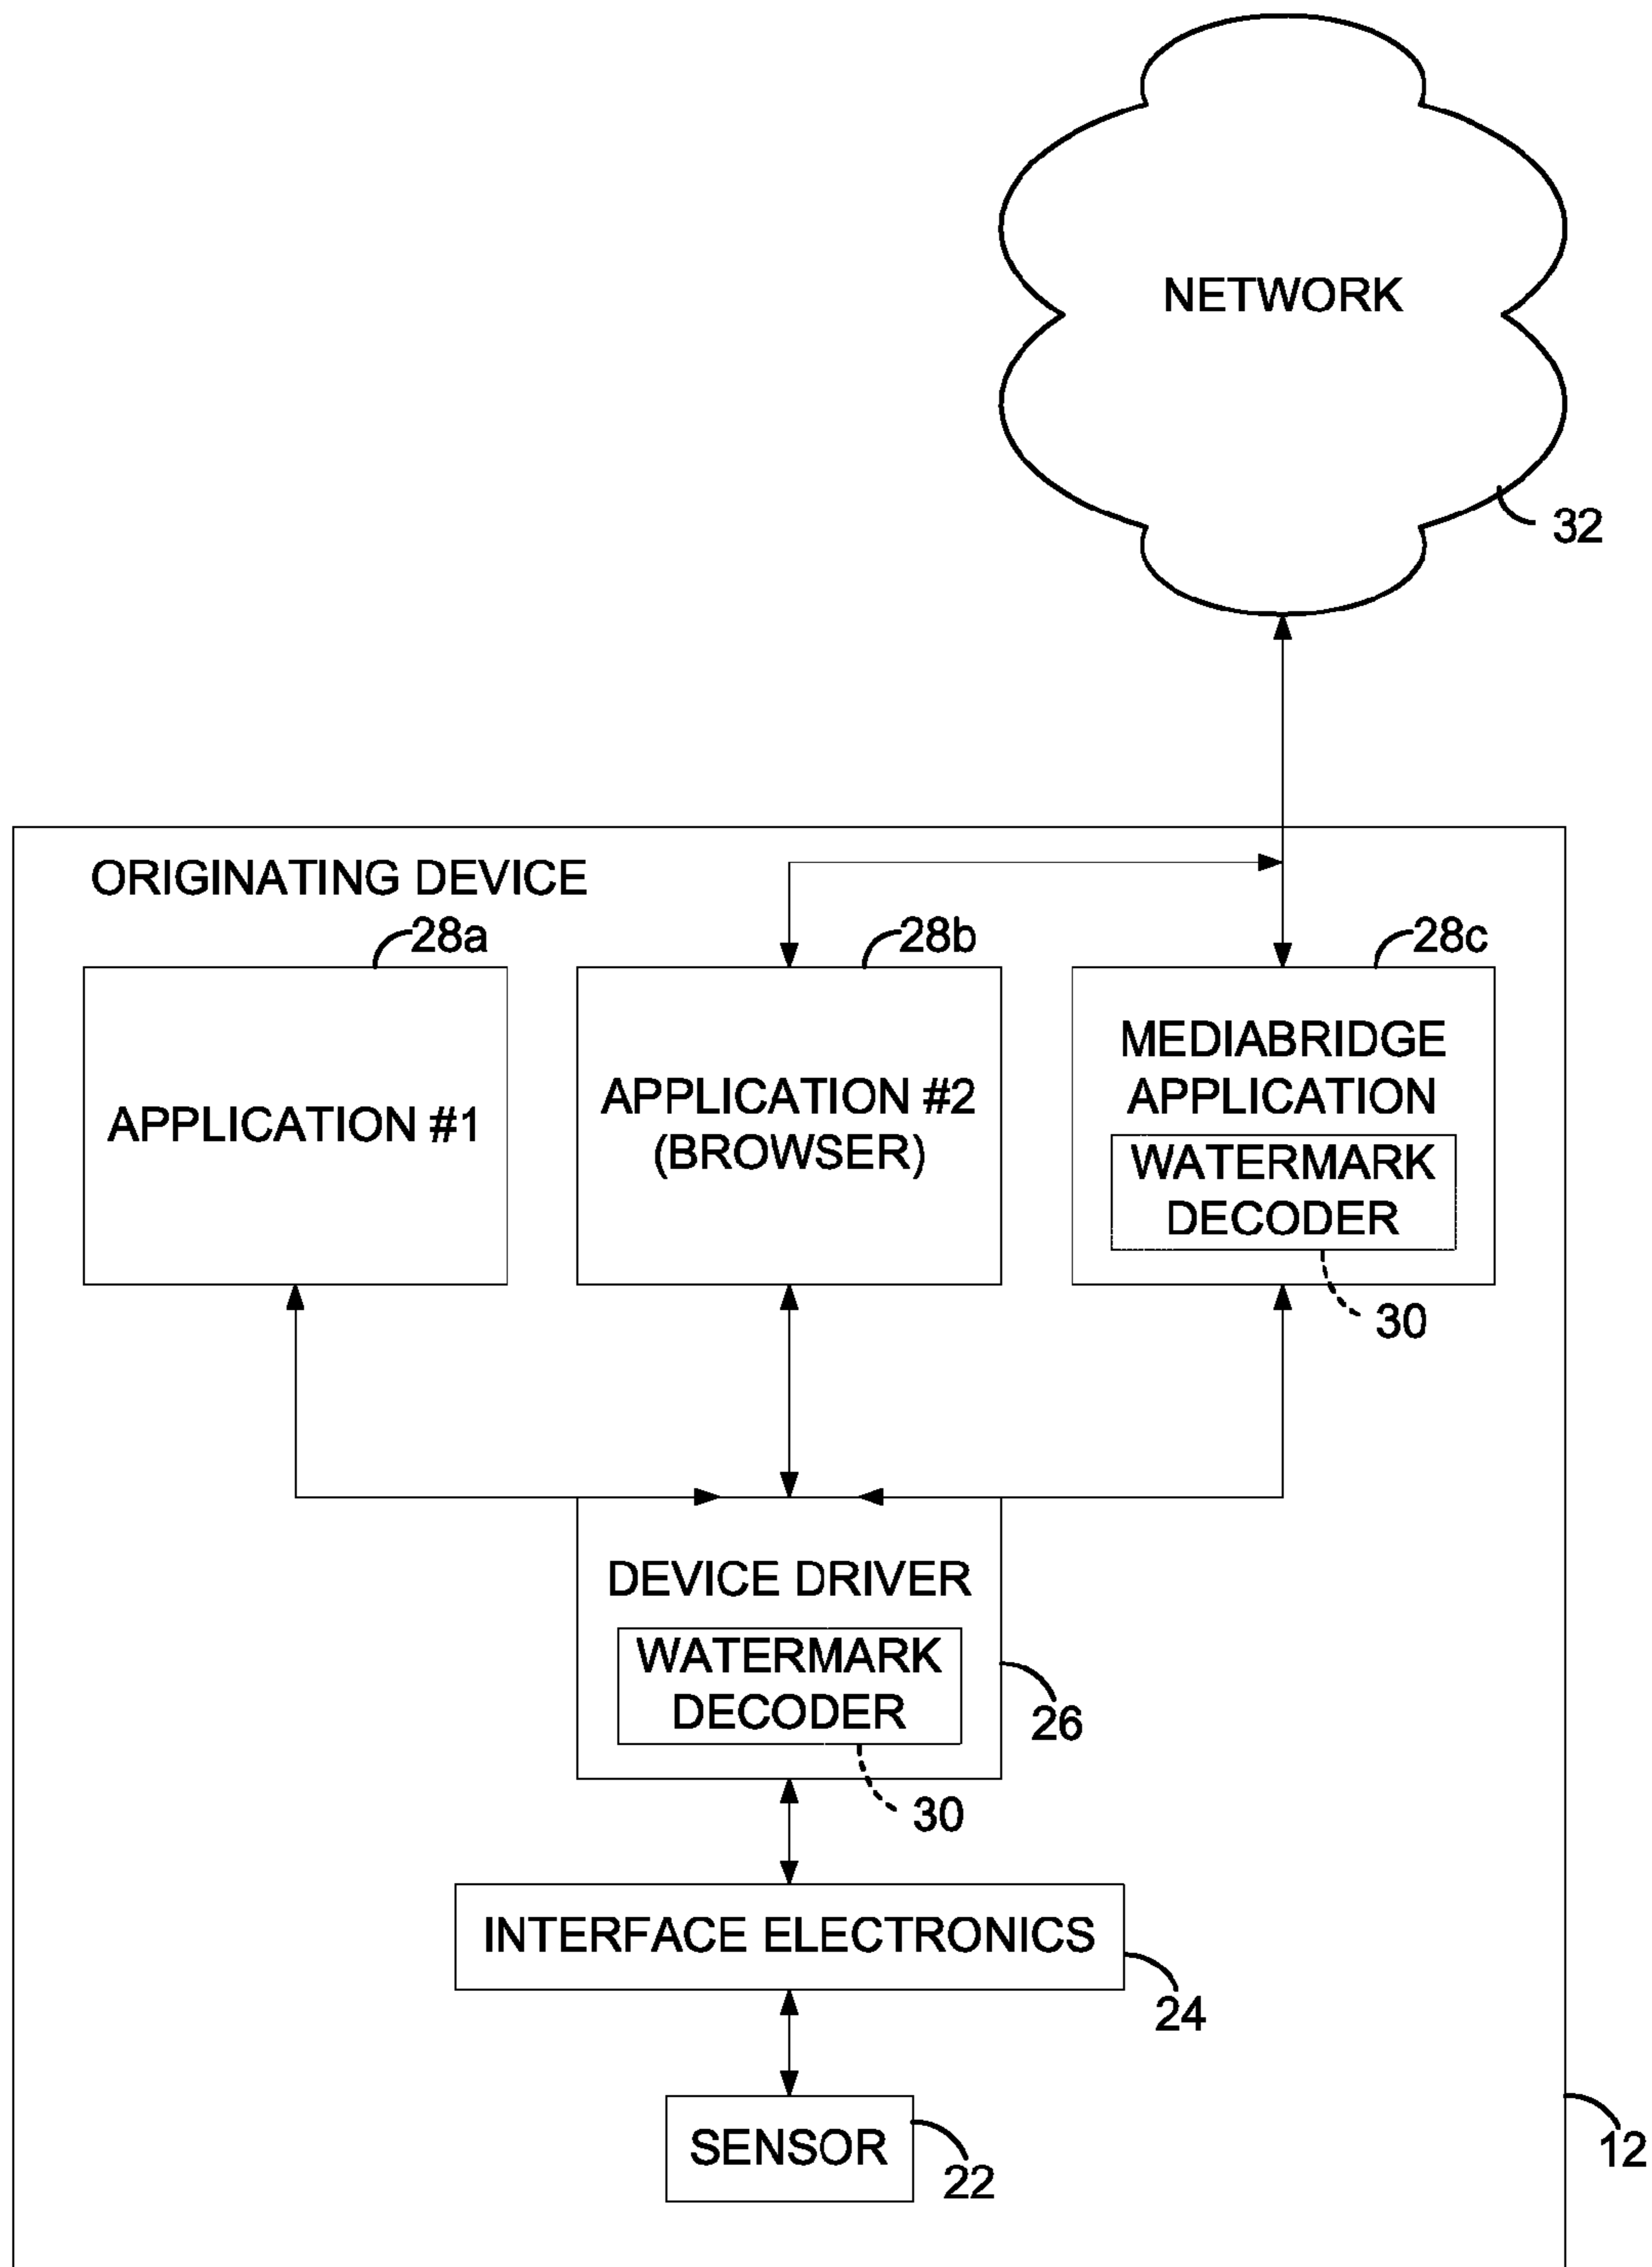 NETWORK
32
ORIGINATING DEVICE
28a
28b
28c
APPLICATION #1
APPLICATION #2
(BROWSER)
MEDIABRIDGE
APPLICATION
WATERMARK
DECODER
30
DEVICE DRIVER
WATERMARK
DECODER
26
30
INTERFACE ELECTRONICS
24
SENSOR
22
12